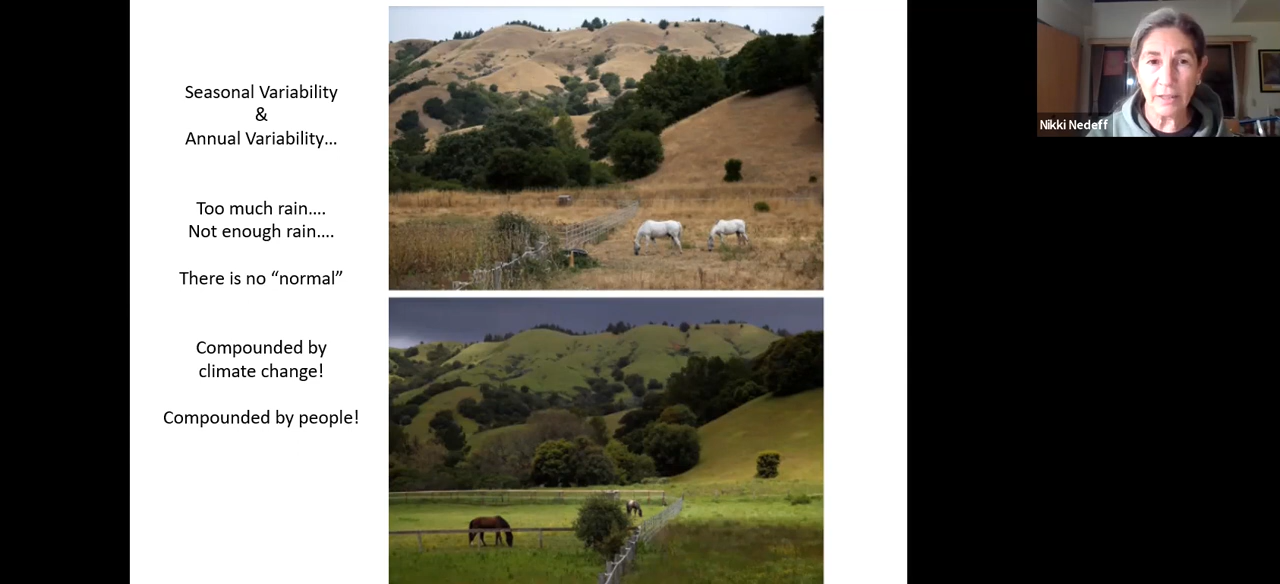 Seasonal Variability
&
Annual Variability...
Too much rain....
Not enough rain....
There is no “normal”
Compounded by
climate change!
Compounded by people!
Nikki Nedeff